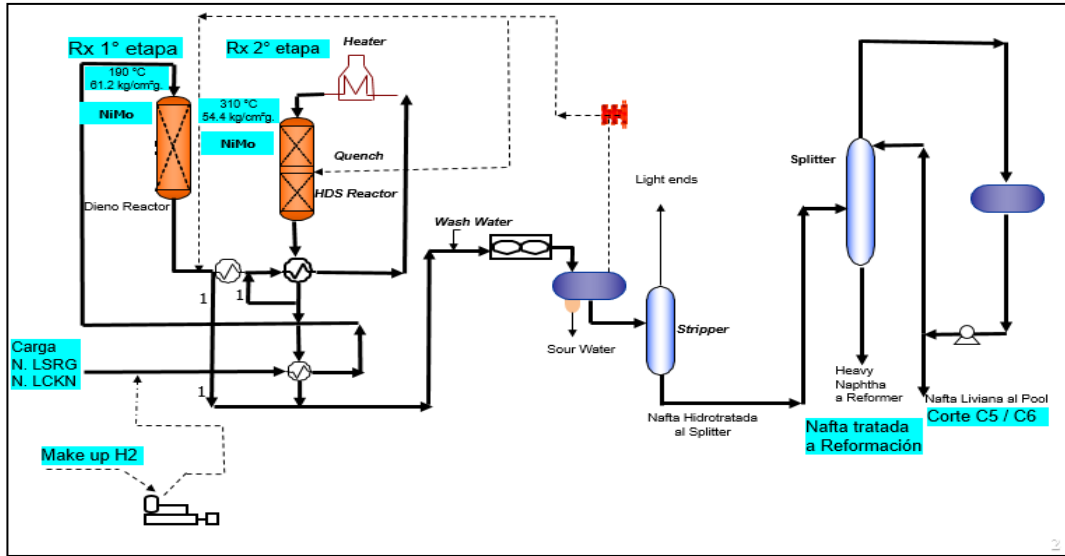 Rx 1° etapa
190 °C
61.2 kg/cm²g.
NiMo
Dieno Reactor
Rx 2° etapa
Heater
310 °C
54.4 kg/cm²g.
NiMo
Quench
HDS Reactor
1
1
1
Carga
N. LSRG
N. LCKN
Make up H2
Wash Water
Sour Water
Light ends
Stripper
Nafta Hidrotratada
al Splitter
Splitter
Heavy
Naphtha
a Reformer
Nafta tratada
a Reformación
Nafta Liviana al Pool
Corte C5 / C6
2